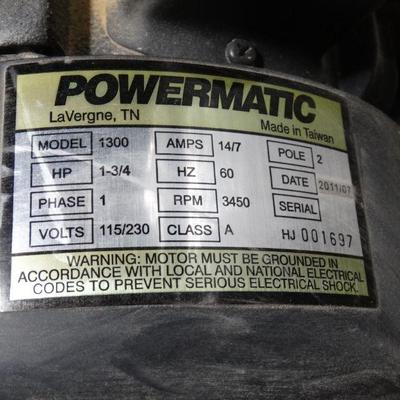 POWERMATIC
LaVergne, TN
Made in Taiwan
MODEL 1300 AMPS 14/7 POLE 2
HP 1-3/4 HZ 60 DATE 2011/07
PHASE 1 RPM 3450 SERIAL
VOLTS 115/230 CLASS A HJ 001697
WARNING: MOTOR MUST BE GROUNDED IN
ACCORDANCE WITH LOCAL AND NATIONAL ELECTRICAL
CODES TO PREVENT SERIOUS ELECTRICAL SHOCK.